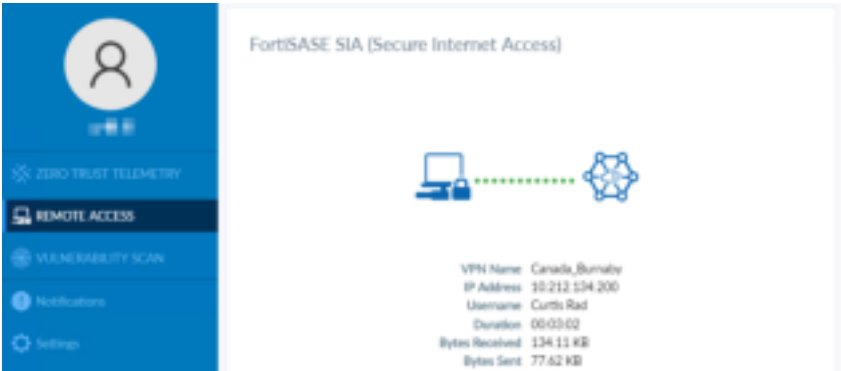 FortiSASE SIA (Secure Internet Access)
ZERO TRUST TELEMETRY
REMOTE ACCESS
VULNERABILITY SCAN
Notifications
Settings
VPN Name Canada_Burnaby
IP Address 10.212.134.200
Username Curtis Rad
Duration 00:03:02
Bytes Received 134.11 KB
Bytes Sent 77.62 KB